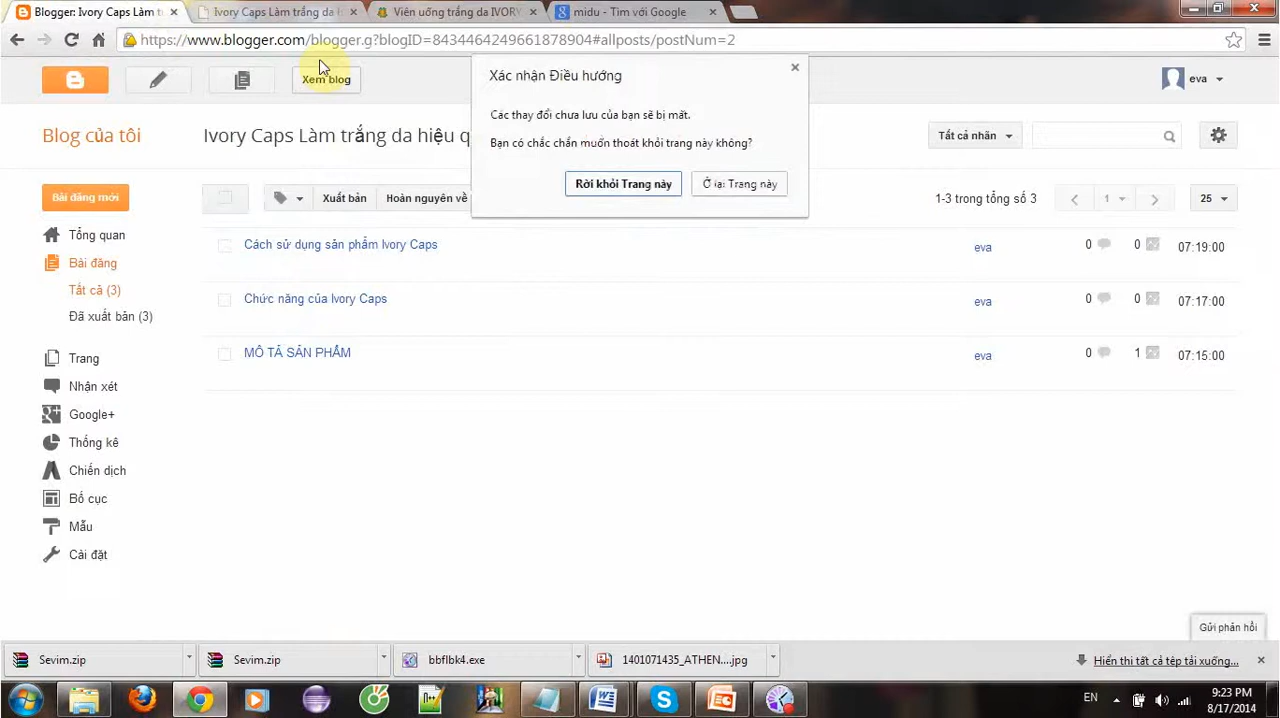 Blogger: Ivory Caps Làm t
Ivory Caps Làm trắng da h
Viên uống trắng da IVORY
midu - Tìm với Google
https://www.blogger.com/blogger.g?blogID=8434464249661878904#allposts/postNum=2
Xem blog
eva
Xác nhận Điều hướng
Các thay đổi chưa lưu của bạn sẽ bị mất.
Bạn có chắc chắn muốn thoát khỏi trang này không?
Rời khỏi Trang này
Ở lại Trang này
Blog của tôi
Ivory Caps Làm trắng da hiệu q
Tất cả nhãn
Bài đăng mới
Xuất bản
Hoàn nguyên về
1-3 trong tổng số 3
1
25
Tổng quan
Bài đăng
Tất cả (3)
Đã xuất bản (3)
Trang
Nhận xét
Google+
Thống kê
Chiến dịch
Bố cục
Mẫu
Cài đặt
Cách sử dụng sản phẩm Ivory Caps
eva
0
0
07:19:00
Chức năng của Ivory Caps
eva
0
0
07:17:00
MÔ TẢ SẢN PHẨM
eva
0
1
07:15:00
Gửi phản hồi
Sevim.zip
Sevim.zip
bbflbk4.exe
1401071435_ATHEN....jpg
Hiển thị tất cả tệp tải xuống...
EN
9:23 PM
8/17/2014